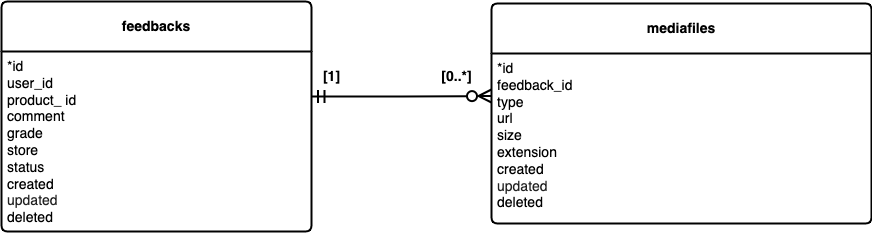 feedbacks
*id
user_id
product_ id
comment
grade
store
status
created
updated
deleted
[1]
[0..*]
mediafiles
*id
feedback_id
type
url
size
extension
created
updated
deleted